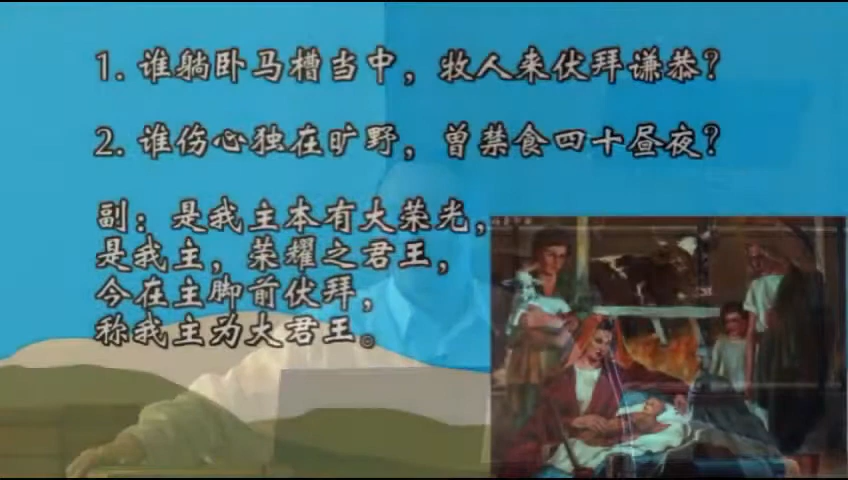 1. 谁躺卧马槽当中，牧人来伏拜谦恭？
2. 谁伤心独在旷野，曾禁食四十昼夜？
副：是我主本有大荣光，
是我主，荣耀之君王，
今在主脚前伏拜，
称我主为大君王。